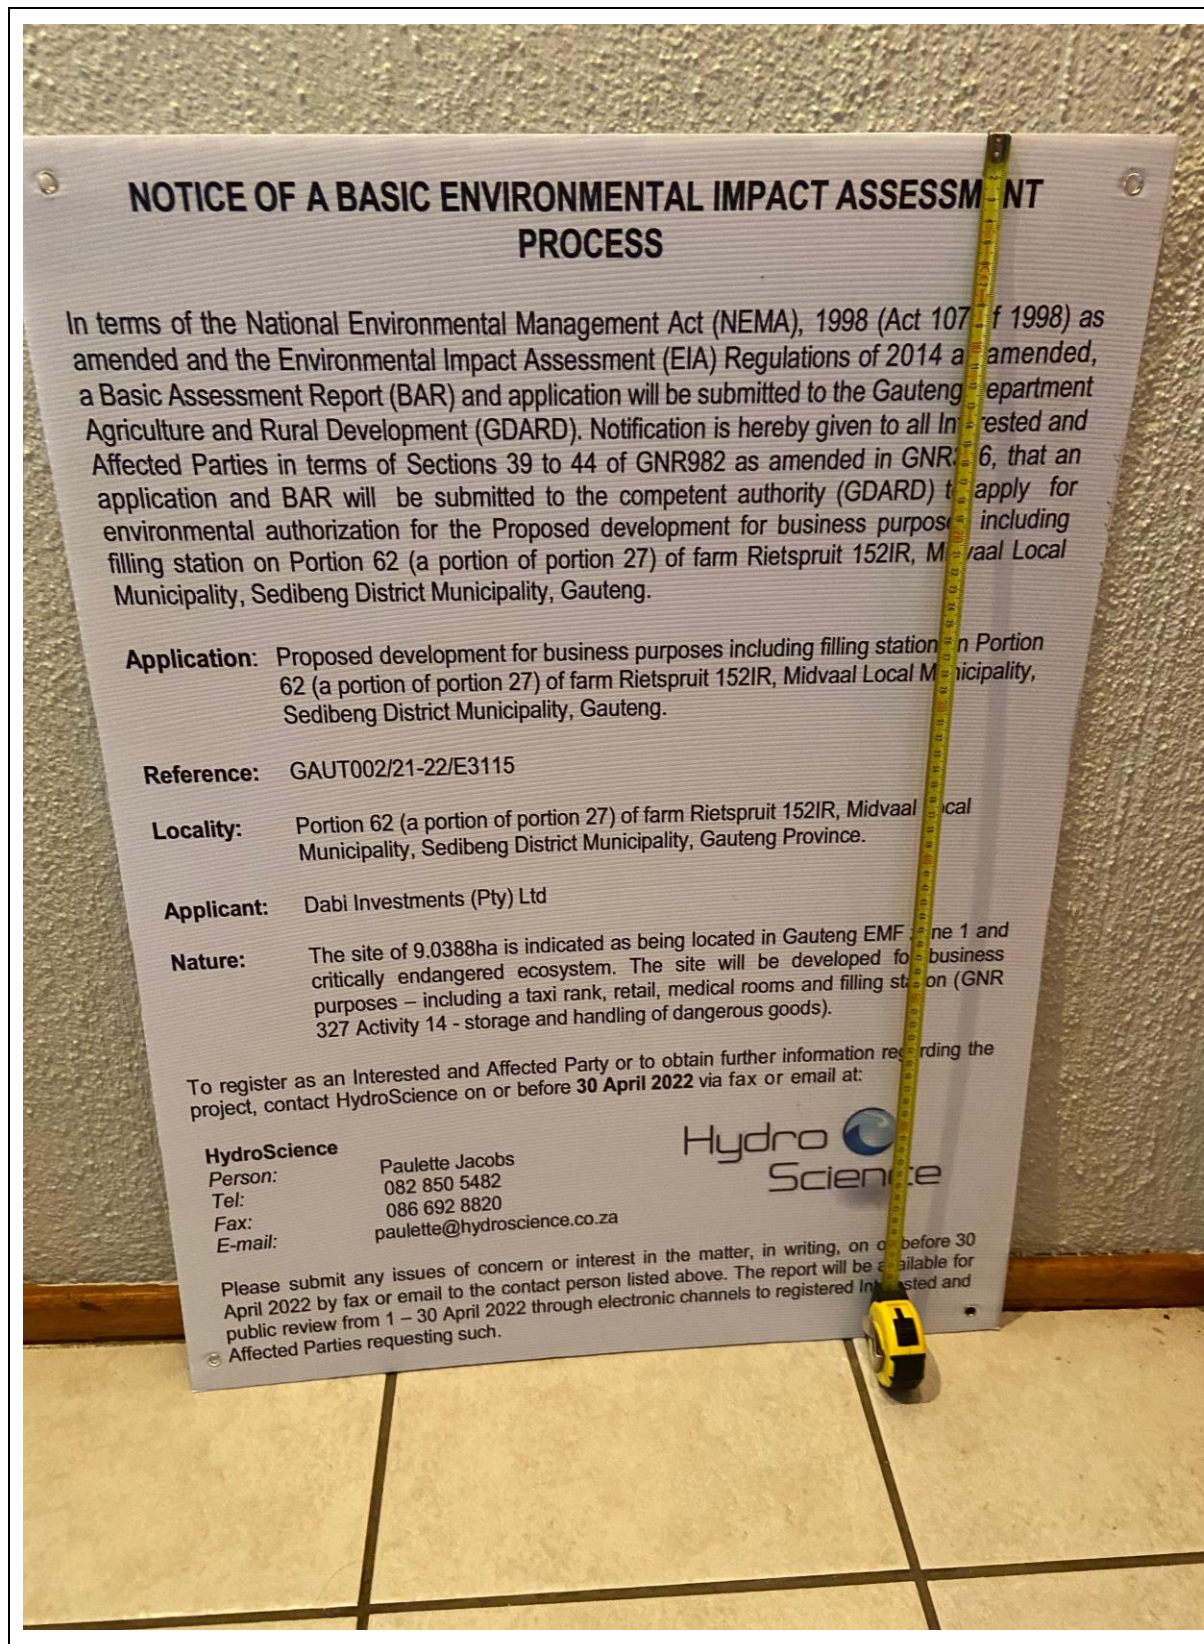 NOTICE OF A BASIC ENVIRONMENTAL IMPACT ASSESSM NT
PROCESS
In terms of the National Environmental Management Act (NEMA), 1998 (Act 107 f 1998) as
amended and the Environmental Impact Assessment (EIA) Regulations of 2014 a amended,
a Basic Assessment Report (BAR) and application will be submitted to the Gauteng epartment
Agriculture and Rural Development (GDARD). Notification is hereby given to all In rested and
Affected Parties in terms of Sections 39 to 44 of GNR982 as amended in 6, that an
application and BAR will be submitted to the competent authority (GDARD) t apply for
environmental authorization for the Proposed development for business purpose including
filling station on Portion 62 (a portion of portion 27) of farm Rietspruit 152IR, M vaal Local
Municipality, Sedibeng District Municipality, Gauteng.
Application: Proposed development for business purposes including filling station n Portion
62 (a portion of portion 27) of farm Rietspruit 152IR, Midvaal Local M nicipality,
Sedibeng District Municipality, Gauteng.
Reference: GAUT002/21-22/E3115
Locality: Portion 62 (a portion of portion 27) of farm Rietspruit 152IR, Midvaal cal
Municipality, Sedibeng District Municipality, Gauteng Province.
Applicant: Dabi Investments (Pty) Ltd
Nature: The site of 9.0388ha is indicated as being located in Gauteng EMF ne 1 and
critically endangered ecosystem. The site will be developed fo business
purposes – including a taxi rank, retail, medical rooms and filling sta on (GNR
327 Activity 14 - storage and handling of dangerous goods).
To register as an Interested and Affected Party or to obtain further information reg rding the
project, contact HydroScience on or before 30 April 2022 via fax or email at:
HydroScience
Person: Paulette Jacobs
Tel: 082 850 5482
Fax: 086 692 8820
E-mail: paulette@hydroscience.co.za
Hydro
Science
Please submit any issues of concern or interest in the matter, in writing, on o before 30
April 2022 by fax or email to the contact person listed above. The report will be a ailable for
public review from 1 – 30 April 2022 through electronic channels to registered In sted and
Affected Parties requesting such.